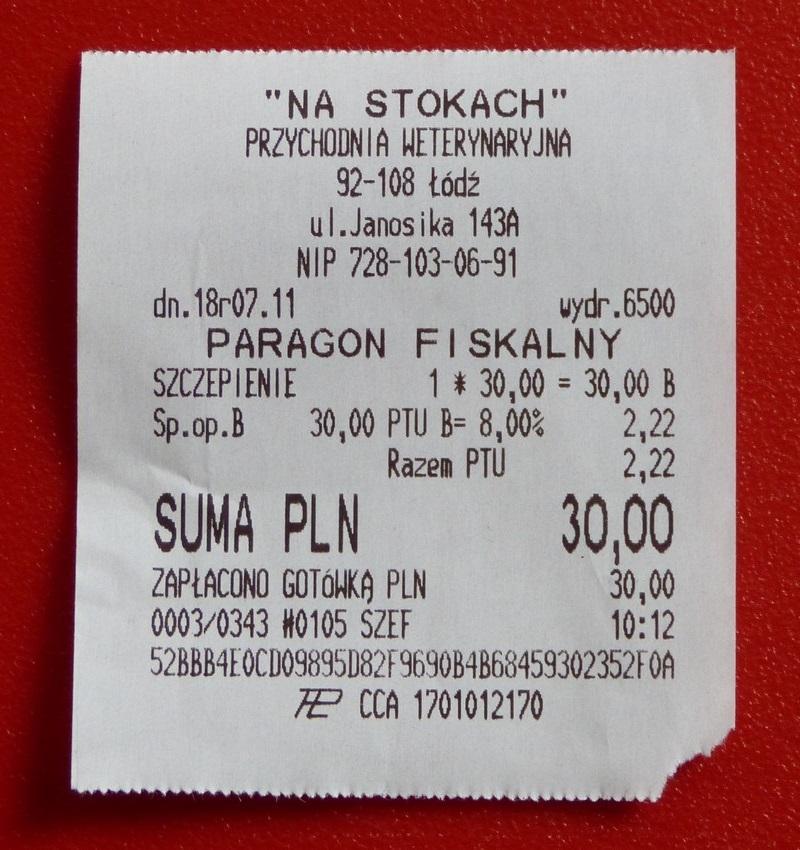 "NA STOKACH"
PRZYCHODNIA WETERYNARYJNA
92-108 Łódź
ul.Janosika 143A
NIP 728-103-06-91
dn.18r07.11 wydr.6500
PARAGON FISKALNY
SZCZEPIENIE 1 * 30,00 = 30,00 B
Sp.op.B 30,00 PTU B= 8,00% 2,22
Razem PTU 2,22
SUMA PLN 30,00
ZAPŁACONO GOTÓWKĄ PLN 30,00
0003/0343 #0105 SZEF 10:12
52BBB4E0CD09895D82F9690B4B68459302352F0A
CCA 1701012170